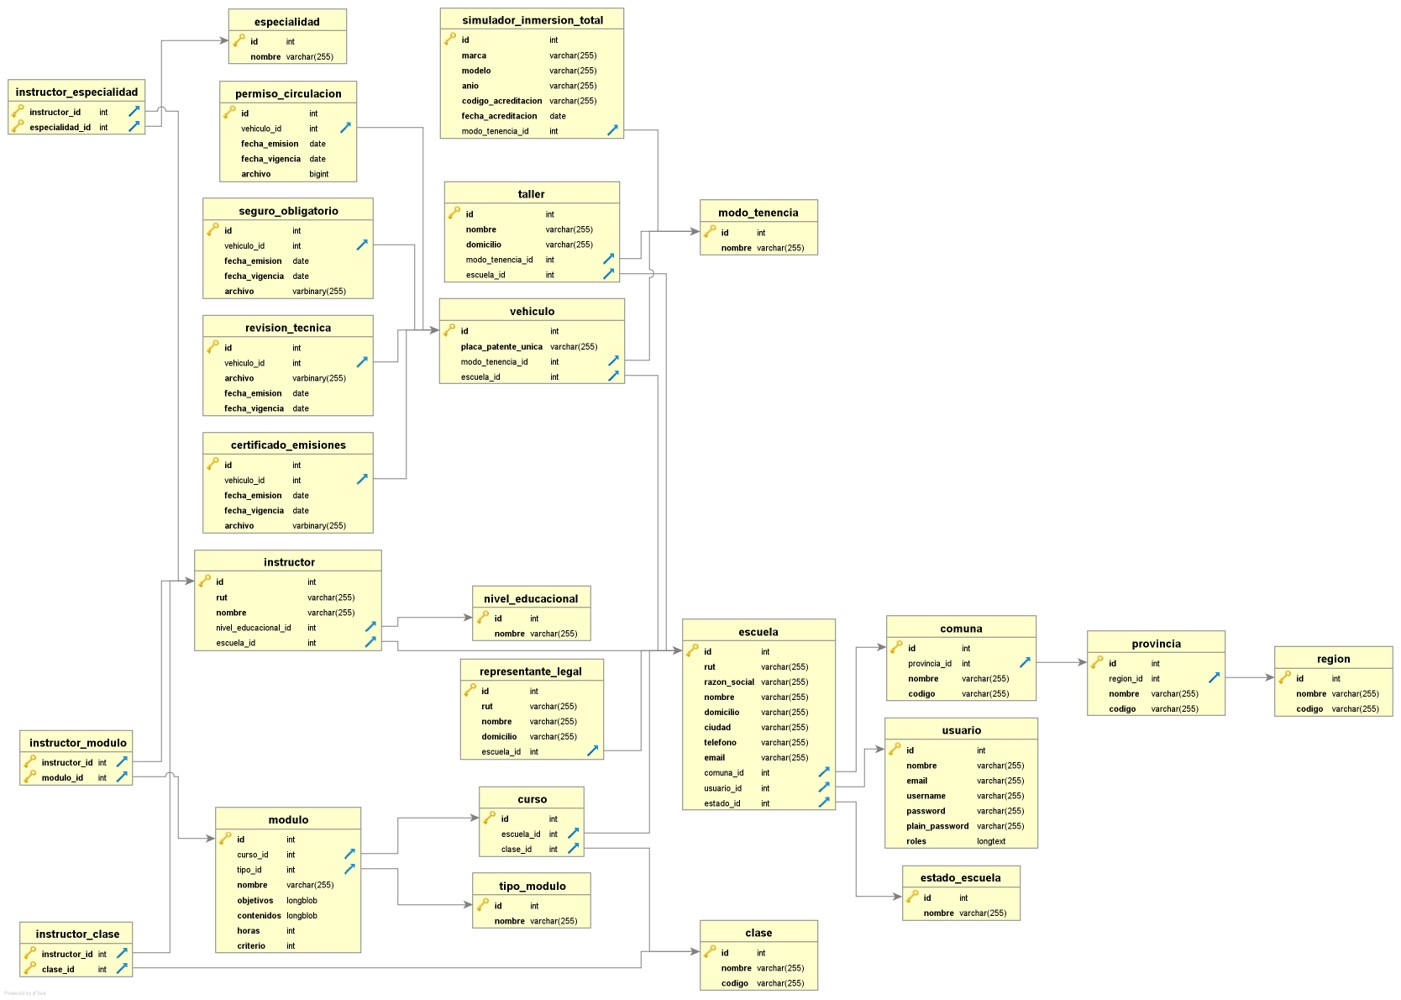 especialidad
id int
nombre varchar(255)
simulador_inmersion_total
id int
marca varchar(255)
modelo varchar(255)
anio varchar(255)
codigo_acreditacion varchar(255)
fecha_acreditacion date
modo_tenencia_id int
instructor_especialidad
instructor_id int
especialidad_id int
permiso_circulacion
id int
vehiculo_id int
fecha_emision date
fecha_vigencia date
archivo bigint
taller
id int
nombre varchar(255)
domicilio varchar(255)
modo_tenencia_id int
escuela_id int
modo_tenencia
id int
nombre varchar(255)
seguro_obligatorio
id int
vehiculo_id int
fecha_emision date
fecha_vigencia date
archivo varbinary(255)
vehiculo
id int
placa_patente_unica varchar(255)
modo_tenencia_id int
escuela_id int
revision_tecnica
id int
vehiculo_id int
archivo varbinary(255)
fecha_emision date
fecha_vigencia date
certificado_emisiones
id int
vehiculo_id int
fecha_emision date
fecha_vigencia date
archivo varbinary(255)
instructor
id int
rut varchar(255)
nombre varchar(255)
nivel_educacional_id int
escuela_id int
nivel_educacional
id int
nombre varchar(255)
representante_legal
id int
rut varchar(255)
nombre varchar(255)
domicilio varchar(255)
escuela_id int
escuela
id int
rut varchar(255)
razon_social varchar(255)
nombre varchar(255)
domicilio varchar(255)
ciudad varchar(255)
telefono varchar(255)
email varchar(255)
comuna_id int
usuario_id int
estado_id int
comuna
id int
provincia_id int
nombre varchar(255)
codigo varchar(255)
provincia
id int
region_id int
nombre varchar(255)
codigo varchar(255)
region
id int
nombre varchar(255)
codigo varchar(255)
usuario
id int
nombre varchar(255)
email varchar(255)
username varchar(255)
password varchar(255)
plain_password varchar(255)
roles longtext
instructor_modulo
instructor_id int
modulo_id int
modulo
id int
curso_id int
tipo_id int
nombre varchar(255)
objetivos longblob
contenidos longblob
horas int
criterio int
curso
id int
escuela_id int
clase_id int
tipo_modulo
id int
nombre varchar(255)
estado_escuela
id int
nombre varchar(255)
instructor_clase
instructor_id int
clase_id int
clase
id int
nombre varchar(255)
codigo varchar(255)
Powered by yFiles